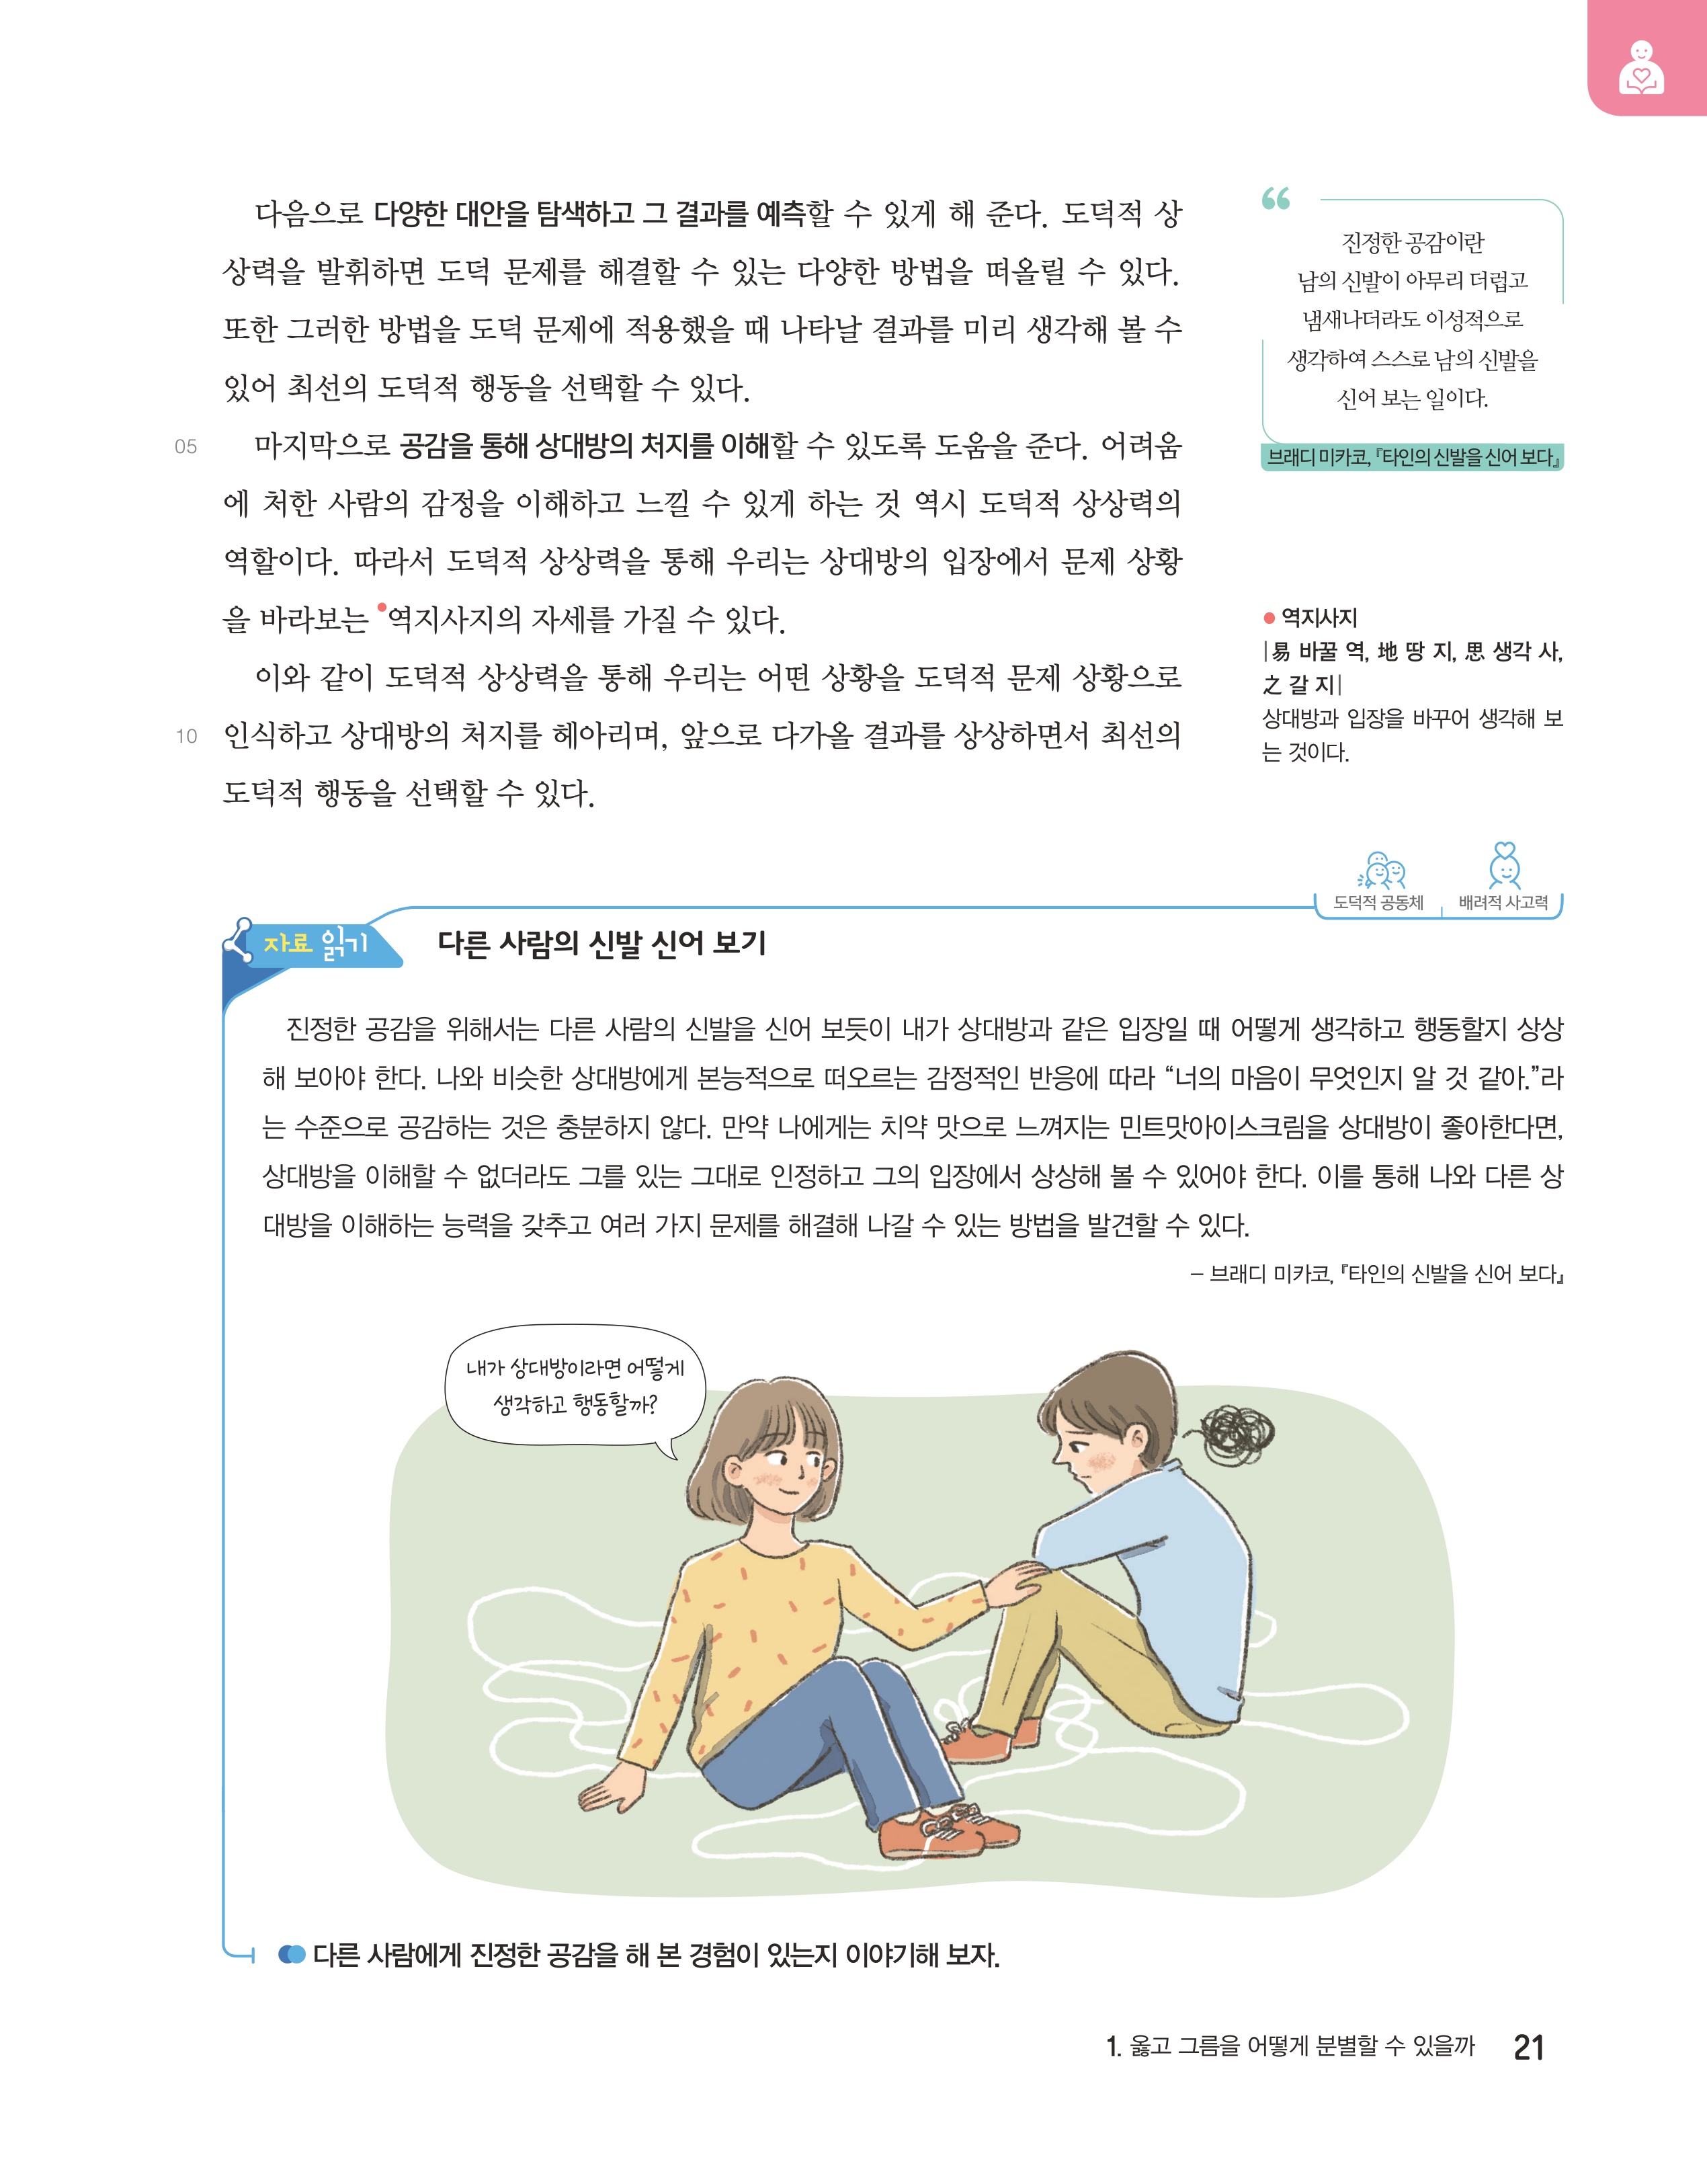 다음으로 다양한 대안을 탐색하고 그 결과를 예측할 수 있게 해 준다. 도덕적 상
상력을 발휘하면 도덕 문제를 해결할 수 있는 다양한 방법을 떠올릴 수 있다.
또한 그러한 방법을 도덕 문제에 적용했을 때 나타날 결과를 미리 생각해 볼 수
있어 최선의 도덕적 행동을 선택할 수 있다.
05 마지막으로 공감을 통해 상대방의 처지를 이해할 수 있도록 도움을 준다. 어려움
에 처한 사람의 감정을 이해하고 느낄 수 있게 하는 것 역시 도덕적 상상력의
역할이다. 따라서 도덕적 상상력을 통해 우리는 상대방의 입장에서 문제 상황
을 바라보는 •역지사지의 자세를 가질 수 있다.
이와 같이 도덕적 상상력을 통해 우리는 어떤 상황을 도덕적 문제 상황으로
10 인식하고 상대방의 처지를 헤아리며, 앞으로 다가올 결과를 상상하면서 최선의
도덕적 행동을 선택할 수 있다.
“
진정한 공감이란
남의 신발이 아무리 더럽고
냄새나더라도 이성적으로
생각하여 스스로 남의 신발을
신어 보는 일이다.
브래디 미카코, 『타인의 신발을 신어 보다』
● 역지사지
|易 바꿀 역, 地 땅 지, 思 생각 사,
之 갈 지|
상대방과 입장을 바꾸어 생각해 보
는 것이다.
도덕적 공동체 배려적 사고력
자료 읽기 다른 사람의 신발 신어 보기
진정한 공감을 위해서는 다른 사람의 신발을 신어 보듯이 내가 상대방과 같은 입장일 때 어떻게 생각하고 행동할지 상상
해 보아야 한다. 나와 비슷한 상대방에게 본능적으로 떠오르는 감정적인 반응에 따라 “너의 마음이 무엇인지 알 것 같아.”라
는 수준으로 공감하는 것은 충분하지 않다. 만약 나에게는 치약 맛으로 느껴지는 민트맛아이스크림을 상대방이 좋아한다면,
상대방을 이해할 수 없더라도 그를 있는 그대로 인정하고 그의 입장에서 상상해 볼 수 있어야 한다. 이를 통해 나와 다른 상
대방을 이해하는 능력을 갖추고 여러 가지 문제를 해결해 나갈 수 있는 방법을 발견할 수 있다.
– 브래디 미카코, 『타인의 신발을 신어 보다』
내가 상대방이라면 어떻게
생각하고 행동할까?
다른 사람에게 진정한 공감을 해 본 경험이 있는지 이야기해 보자.
1. 옳고 그름을 어떻게 분별할 수 있을까 21